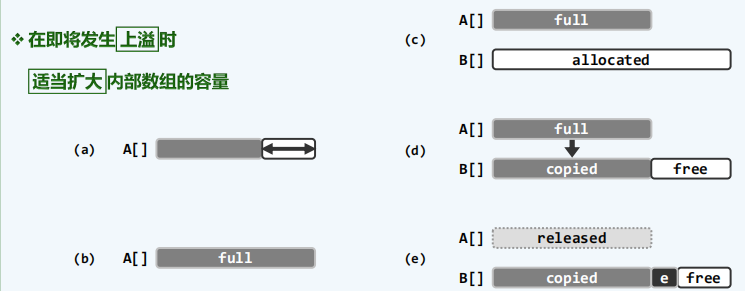 ❖ 在即将发生上溢时
适当扩大内部数组的容量
(a) A[]
(b) A[] full
(c) A[] full
B[] allocated
(d) A[] full
B[] copied free
(e) A[] released
B[] copied e free